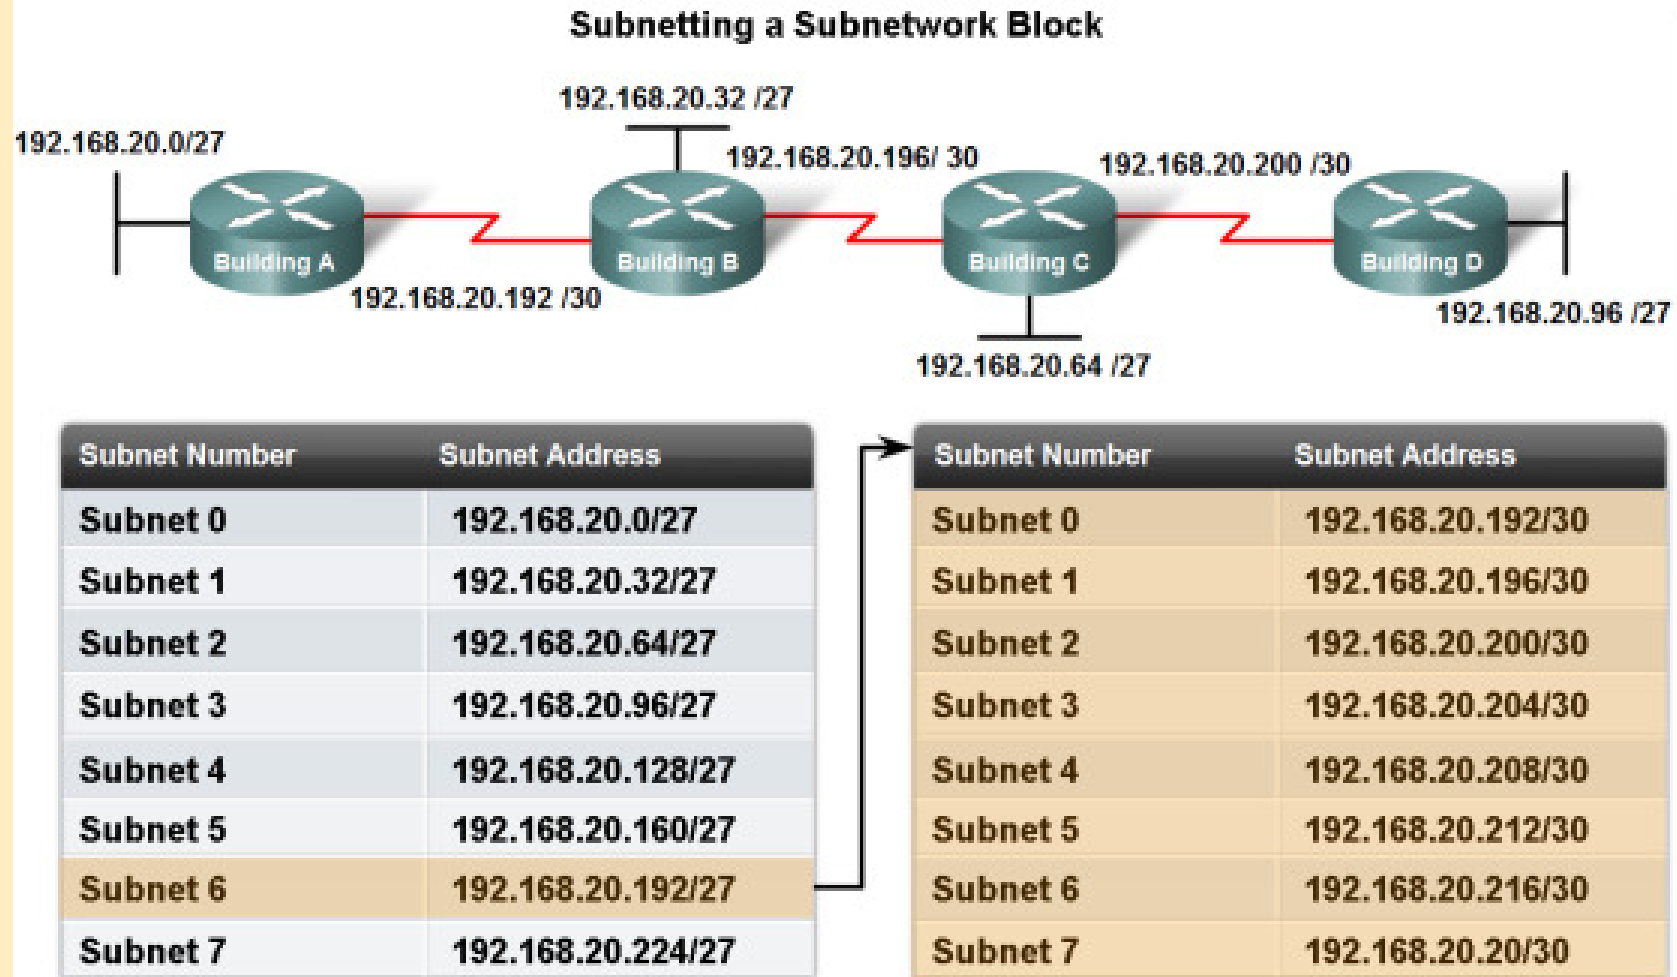 Subnetting a Subnetwork Block
192.168.20.32 /27
192.168.20.0/27
192.168.20.196/ 30
192.168.20.200 /30
Building A
Building B
Building C
Building D
192.168.20.192 /30
192.168.20.96 /27
192.168.20.64 /27
Subnet Number Subnet Address
Subnet 0 192.168.20.0/27
Subnet 1 192.168.20.32/27
Subnet 2 192.168.20.64/27
Subnet 3 192.168.20.96/27
Subnet 4 192.168.20.128/27
Subnet 5 192.168.20.160/27
Subnet 6 192.168.20.192/27
Subnet 7 192.168.20.224/27
Subnet Number Subnet Address
Subnet 0 192.168.20.192/30
Subnet 1 192.168.20.196/30
Subnet 2 192.168.20.200/30
Subnet 3 192.168.20.204/30
Subnet 4 192.168.20.208/30
Subnet 5 192.168.20.212/30
Subnet 6 192.168.20.216/30
Subnet 7 192.168.20.20/30